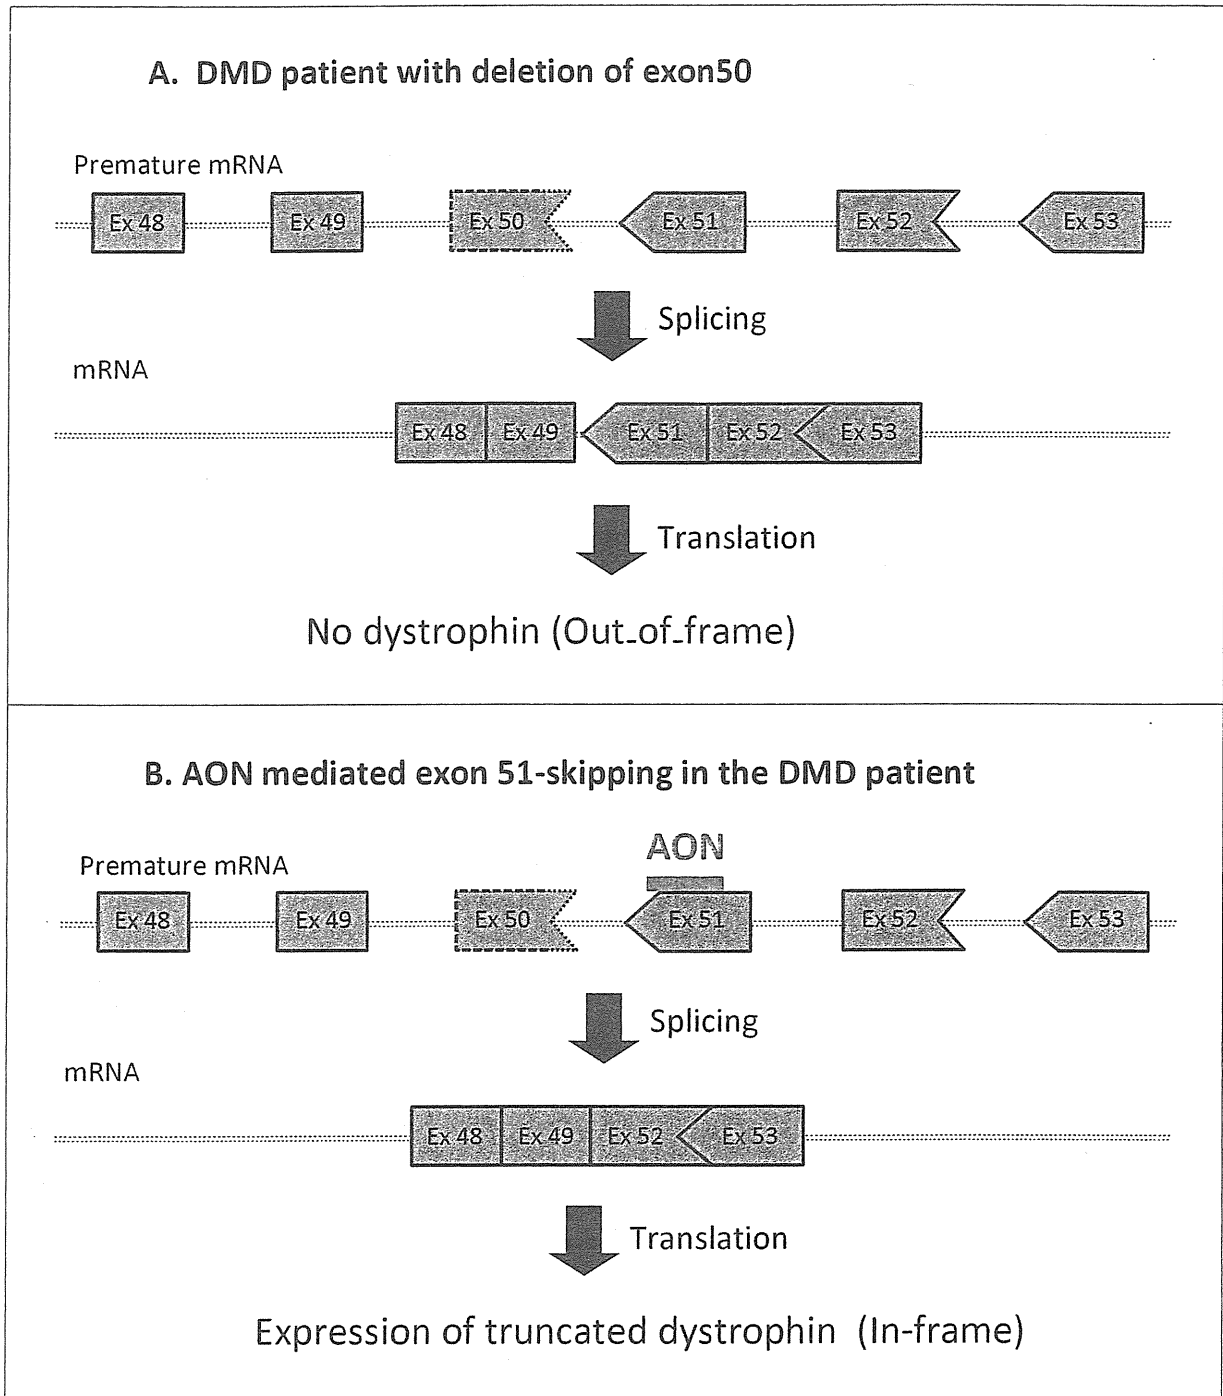 A. DMD patient with deletion of exon50
Premature mRNA
Ex 48 Ex 49 Ex 50 Ex 51 Ex 52 Ex 53
Splicing
mRNA
Ex 48 Ex 49 Ex 51 Ex 52 Ex 53
Translation
No dystrophin (Out-of-frame)
B. AON mediated exon 51-skipping in the DMD patient
AON
Premature mRNA
Ex 48 Ex 49 Ex 50 Ex 51 Ex 52 Ex 53
Splicing
mRNA
Ex 48 Ex 49 Ex 52 Ex 53
Translation
Expression of truncated dystrophin (In-frame)